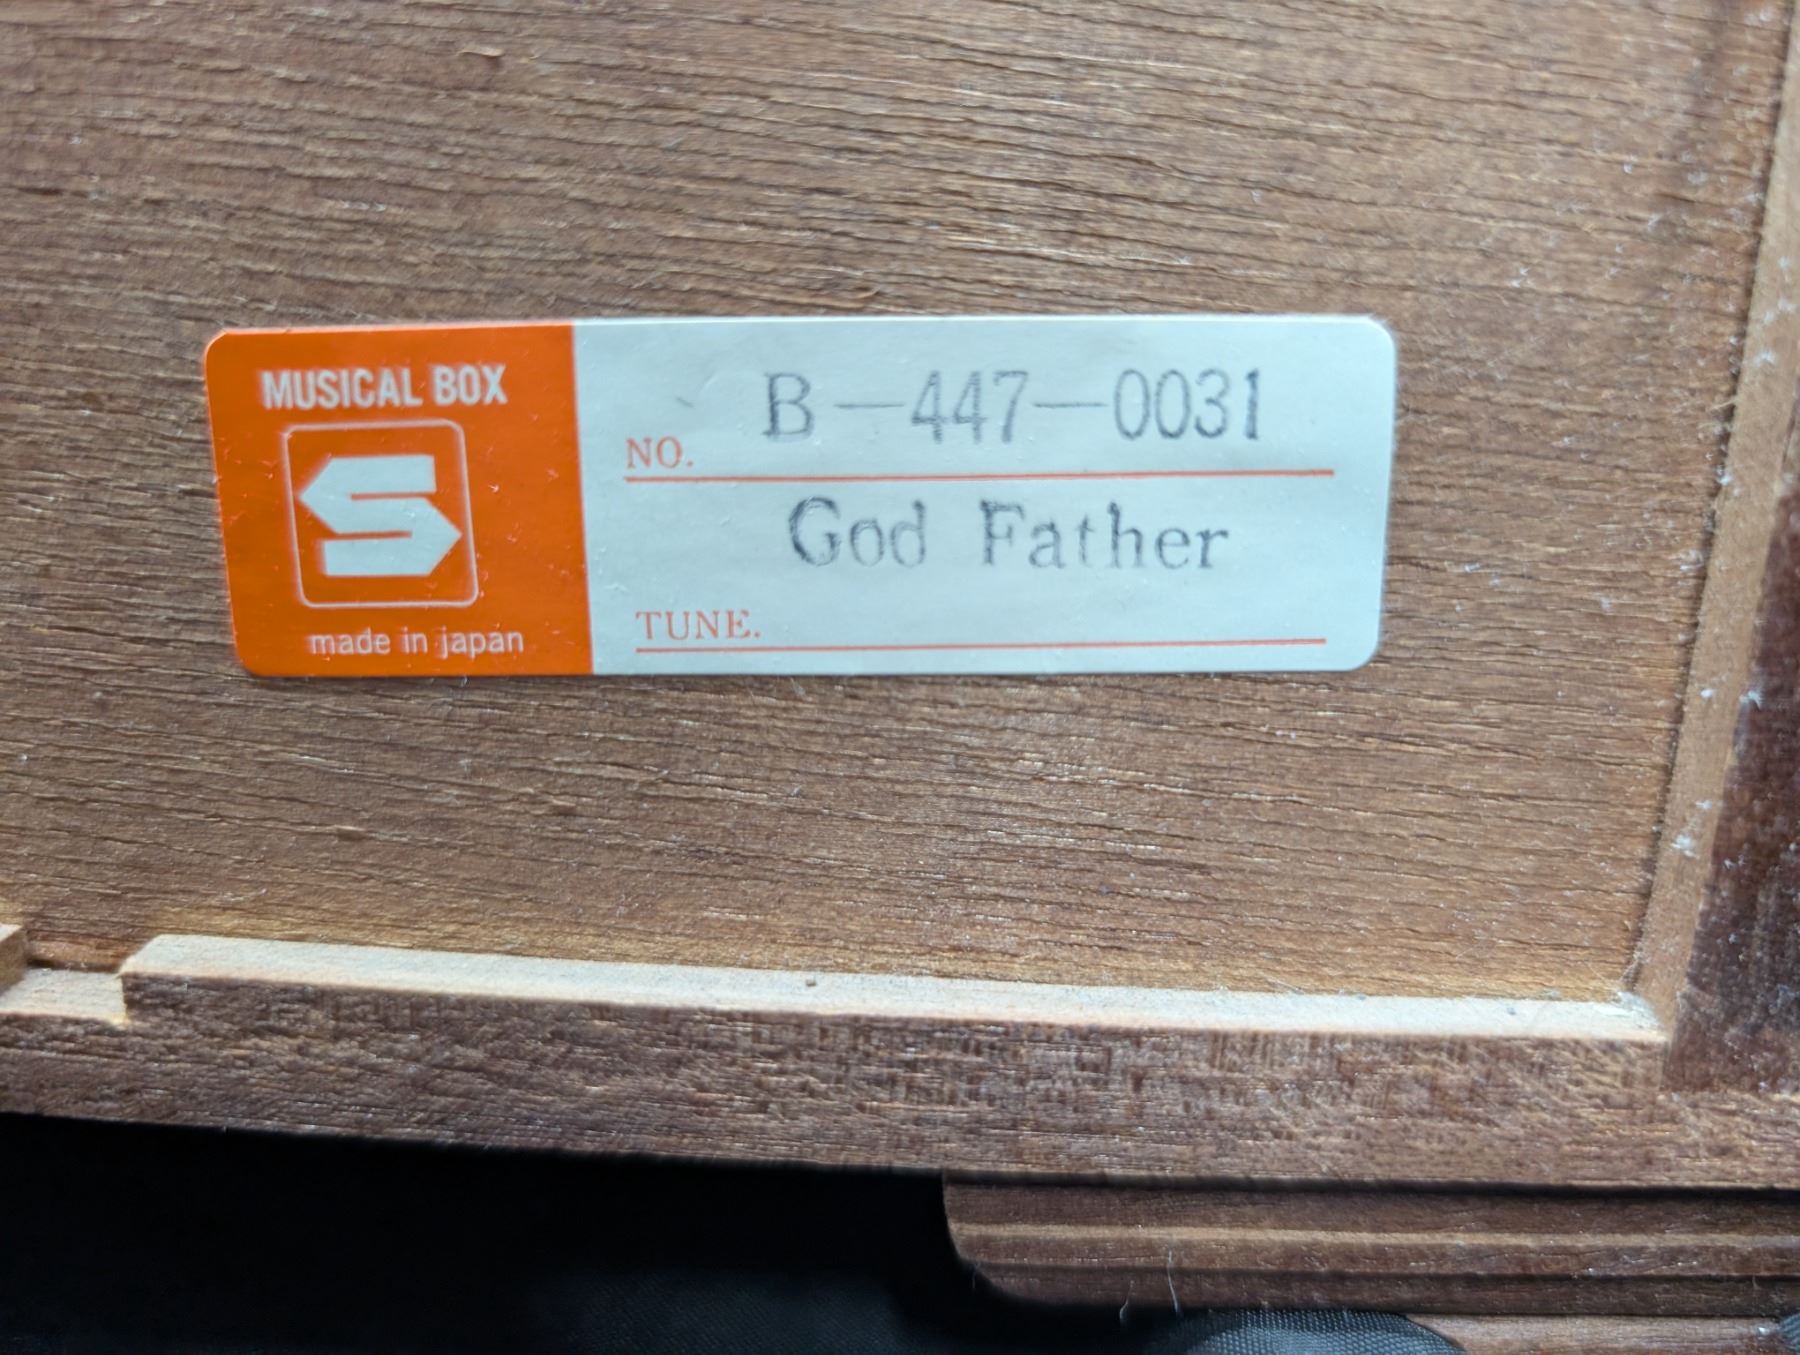 MUSICAL BOX
S
made in japan
NO. B-447-0031
God Father
TUNE.